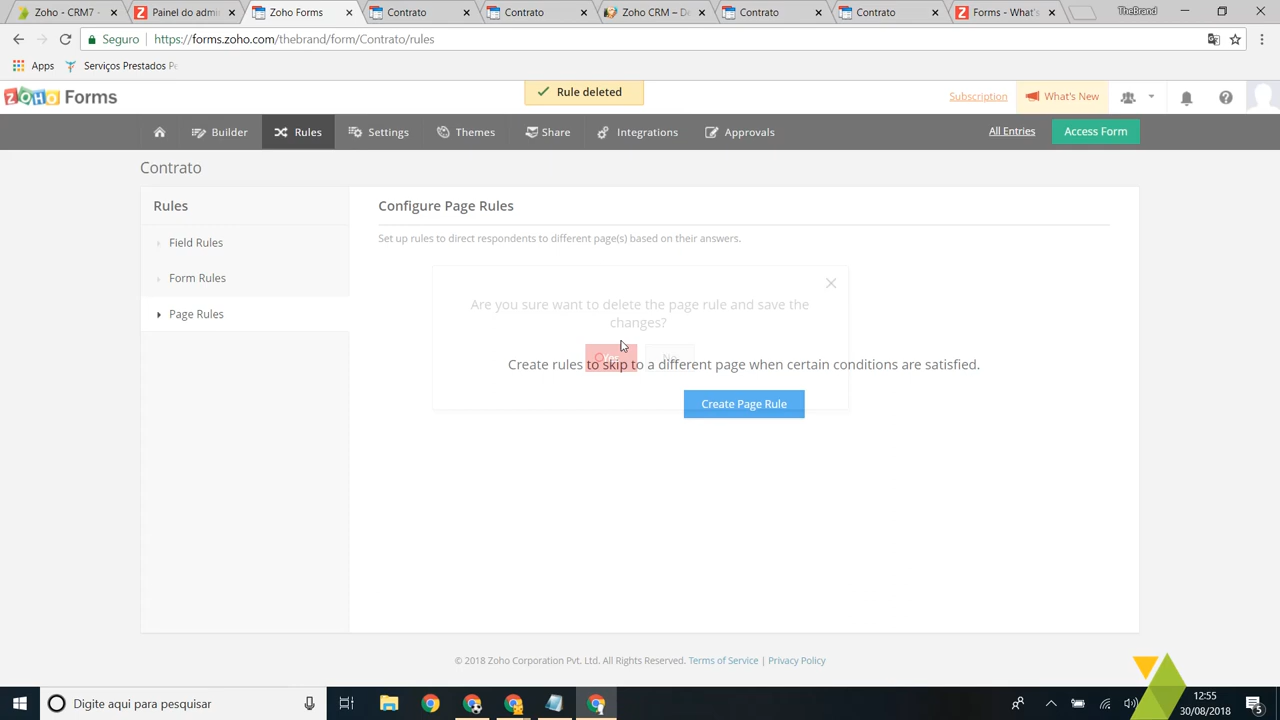 Zoho - CRM7
Painel do admi
Zoho Forms
Contrato
Contrato
Zoho CRM – De
Contrato
Contrato
Forms - What's
TheBrand
Seguro
https://forms.zoho.com/thebrand/form/Contrato/rules
Apps
Serviços Prestados Pe
ZOHO Forms
Rule deleted
Subscription
What's New
Builder
Rules
Settings
Themes
Share
Integrations
Approvals
All Entries
Access Form
Contrato
Rules
Field Rules
Form Rules
Page Rules
Configure Page Rules
Set up rules to direct respondents to different page(s) based on their answers.
Are you sure want to delete the page rule and save the
changes?
Yes
No
Create rules to skip to a different page when certain conditions are satisfied.
Create Page Rule
© 2018 Zoho Corporation Pvt. Ltd. All Rights Reserved. Terms of Service | Privacy Policy
Digite aqui para pesquisar
12:55
30/08/2018
5